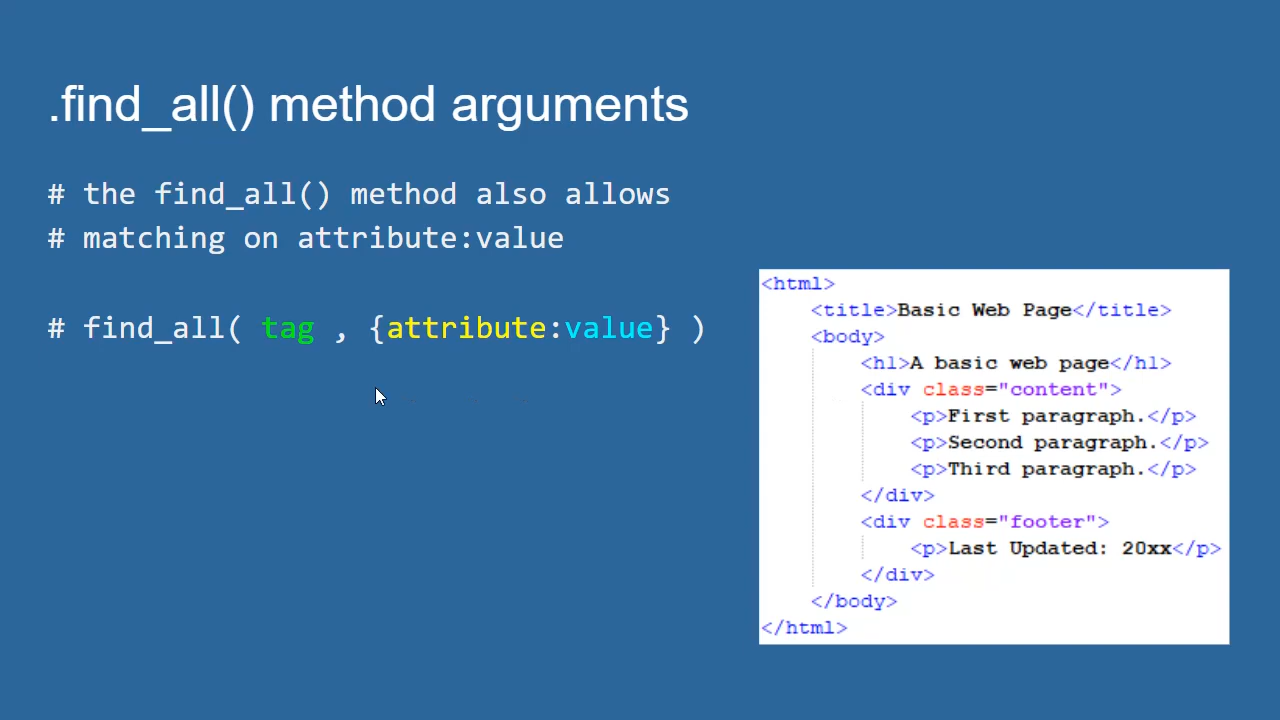 .find_all() method arguments
# the find_all() method also allows
# matching on attribute:value
# find_all( tag , {attribute:value} )
<html>
<title>Basic Web Page</title>
<body>
<h1>A basic web page</h1>
<div class="content">
<p>First paragraph.</p>
<p>Second paragraph.</p>
<p>Third paragraph.</p>
</div>
<div class="footer">
<p>Last Updated: 20xx</p>
</div>
</body>
</html>